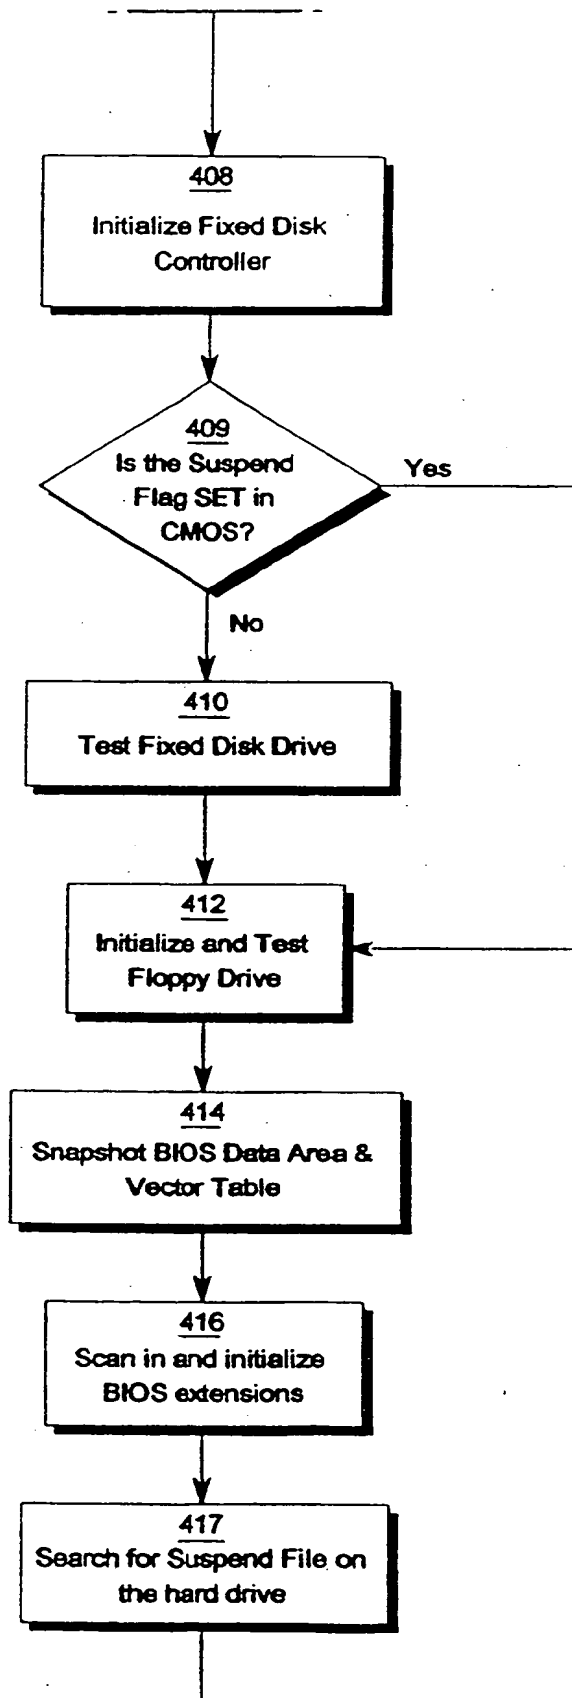 408
Initialize Fixed Disk
Controller
409
Is the Suspend
Flag SET in
CMOS?
Yes
No
410
Test Fixed Disk Drive
412
Initialize and Test
Floppy Drive
414
Snapshot BIOS Data Area &
Vector Table
416
Scan in and initialize
BIOS extensions
417
Search for Suspend File on
the hard drive